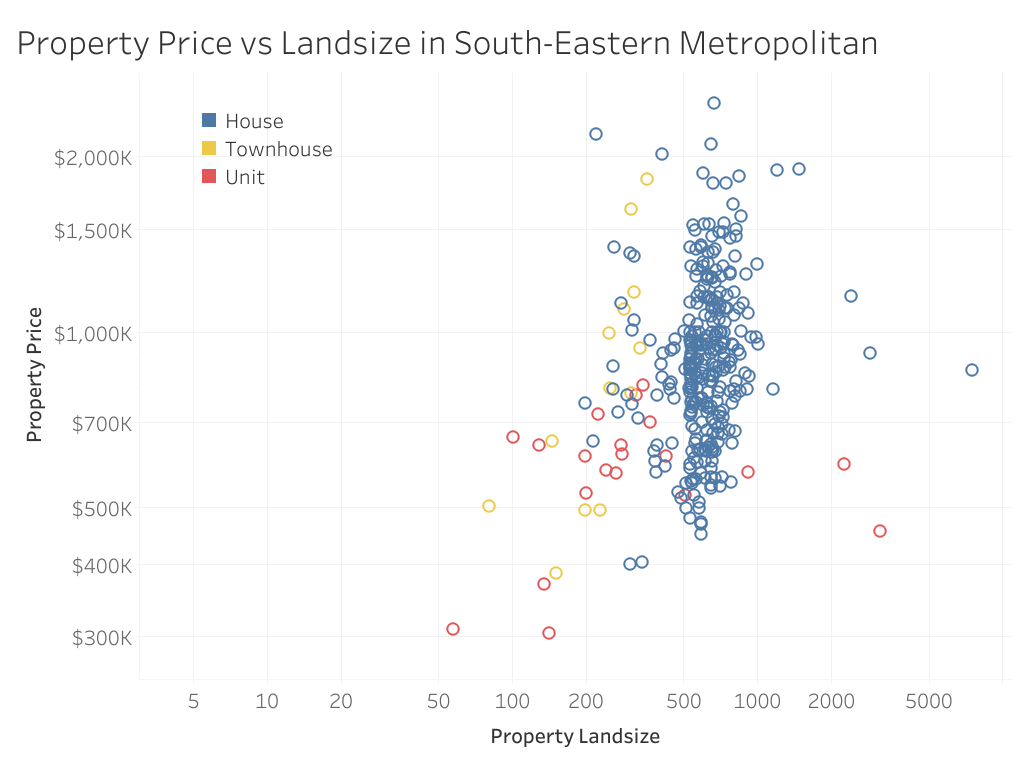 Property Price vs Landsize in South-Eastern Metropolitan
House
Townhouse
Unit
$2,000K
$1,500K
$1,000K
$700K
$500K
$400K
$300K
Property Price
5 10 20 50 100 200 500 1000 2000 5000
Property Landsize